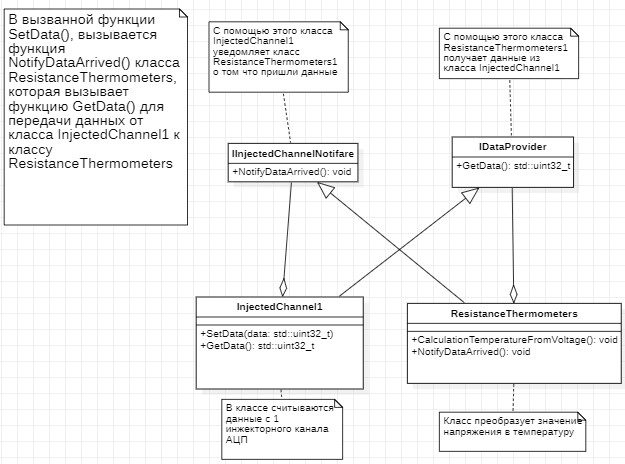 В вызванной функции
SetData(), вызывается
функция
NotifyDataArrived() класса
ResistanceThermometers,
которая вызывает
функцию GetData() для
передачи данных от
класса InjectedChannel1 к
классу
ResistanceThermometers
С помощью этого класса
InjectedChannel1
уведомляет класс
ResistanceThermometers1
о том что пришли данные
С помощью этого класса
ResistanceThermometers1
получает данные из
класса InjectedChannel1
IInjectedChannelNotifare
+NotifyDataArrived(): void
IDataProvider
+GetData(): std::uint32_t
InjectedChannel1
+SetData(data: std::uint32_t)
+GetData(): std::uint32_t
ResistanceThermometers
+CalculationTemperatureFromVoltage(): void
+NotifyDataArrived(): void
В классе считываются
данные с 1
инжекторного канала
АЦП
Класс преобразует значение
напряжения в температуру